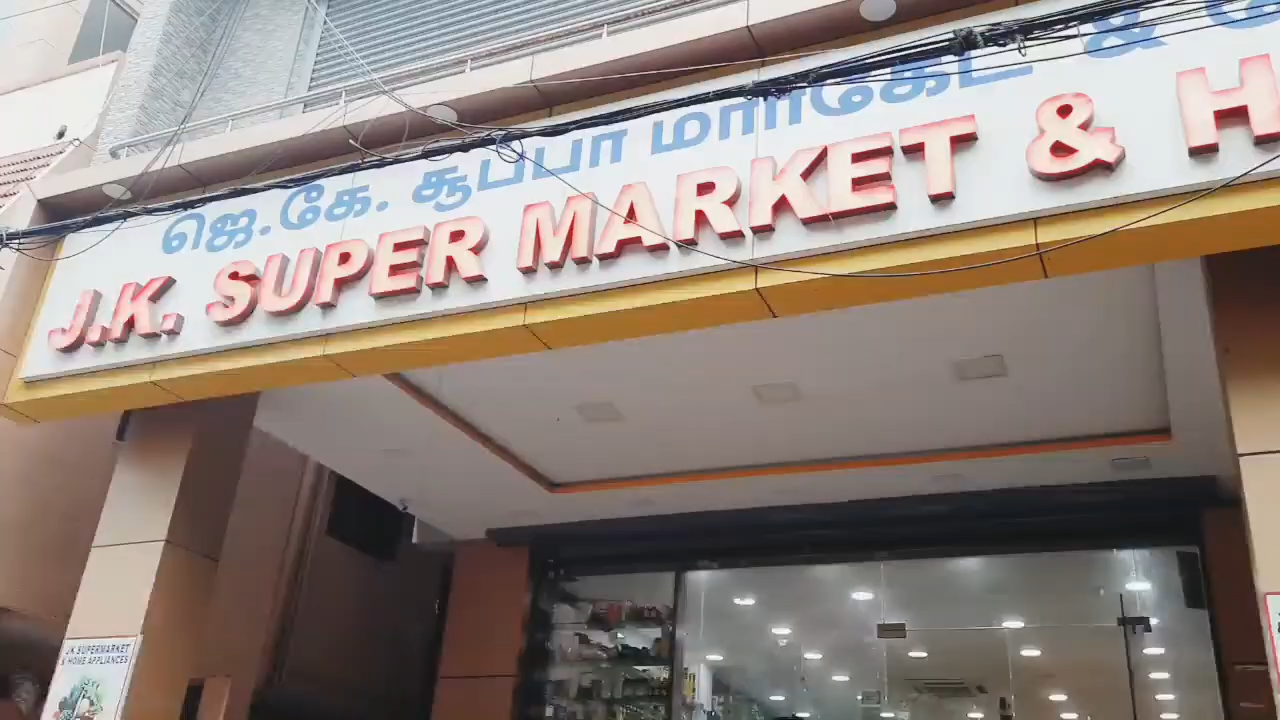 ஜெ.கே. சூப்பர் மார்கெட் &
J.K. SUPER MARKET & H
J.K.SUPERMARKET
& HOME APPLIANCES